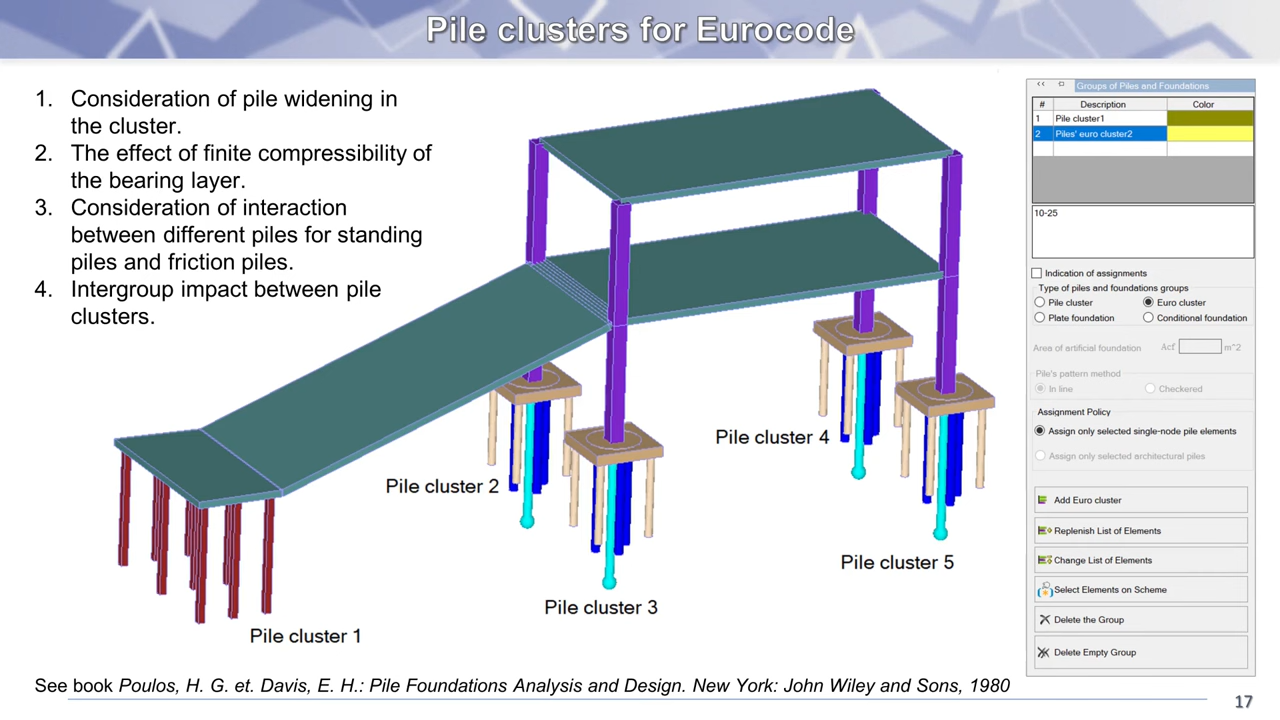 Pile clusters for Eurocode
1. Consideration of pile widening in
the cluster.
2. The effect of finite compressibility of
the bearing layer.
3. Consideration of interaction
between different piles for standing
piles and friction piles.
4. Intergroup impact between pile
clusters.
Pile cluster 1
Pile cluster 2
Pile cluster 3
Pile cluster 4
Pile cluster 5
<< Groups of Piles and Foundations
# Description Color
1 Pile cluster1
2 Piles' euro cluster2
10-25
Indication of assignments
Type of piles and foundations groups
Pile cluster Euro cluster
Plate foundation Conditional foundation
Area of artificial foundation Acf m^2
Pile's pattern method
In line Checkered
Assignment Policy
Assign only selected single-node pile elements
Assign only selected architectural piles
Add Euro cluster
Replenish List of Elements
Change List of Elements
Select Elements on Scheme
Delete the Group
Delete Empty Group
See book Poulos, H. G. et. Davis, E. H.: Pile Foundations Analysis and Design. New York: John Wiley and Sons, 1980
17